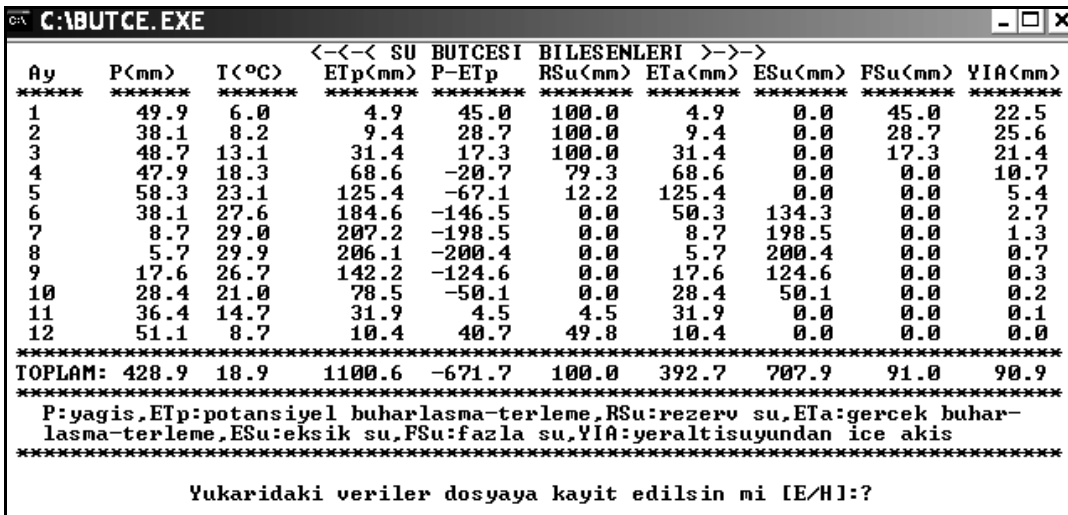 C:\BUTCE.EXE
<-<-< SU BUTCESI BILESENLERI >->->
Ay P(mm) T(ºC) ETp(mm) P-ETp RSu(mm) ETa(mm) ESu(mm) FSu(mm) YIA(mm)
***** ****** ****** ******* ******* ******* ******* ******* ******* *******
1 49.9 6.0 4.9 45.0 100.0 4.9 0.0 45.0 22.5
2 38.1 8.2 9.4 28.7 100.0 9.4 0.0 28.7 25.6
3 48.7 13.1 31.4 17.3 100.0 31.4 0.0 17.3 21.4
4 47.9 18.3 68.6 -20.7 79.3 68.6 0.0 0.0 10.7
5 58.3 23.1 125.4 -67.1 12.2 125.4 0.0 0.0 5.4
6 38.1 27.6 184.6 -146.5 0.0 50.3 134.3 0.0 2.7
7 8.7 29.0 207.2 -198.5 0.0 8.7 198.5 0.0 1.3
8 5.7 29.9 206.1 -200.4 0.0 5.7 200.4 0.0 0.7
9 17.6 26.7 142.2 -124.6 0.0 17.6 124.6 0.0 0.3
10 28.4 21.0 78.5 -50.1 0.0 28.4 50.1 0.0 0.2
11 36.4 14.7 31.9 4.5 4.5 31.9 0.0 0.0 0.1
12 51.1 8.7 10.4 40.7 49.8 10.4 0.0 0.0 0.0
TOPLAM: 428.9 18.9 1100.6 -671.7 100.0 392.7 707.9 91.0 90.9
P:yagis,ETp:potansiyel buharlasma-terleme,RSu:rezerv su,ETa:gercek buhar-
lasma-terleme,ESu:eksik su,FSu:fazla su,YIA:yeraltisuyundan ice akis
Yukaridaki veriler dosyaya kayit edilsin mi [E/H]:?